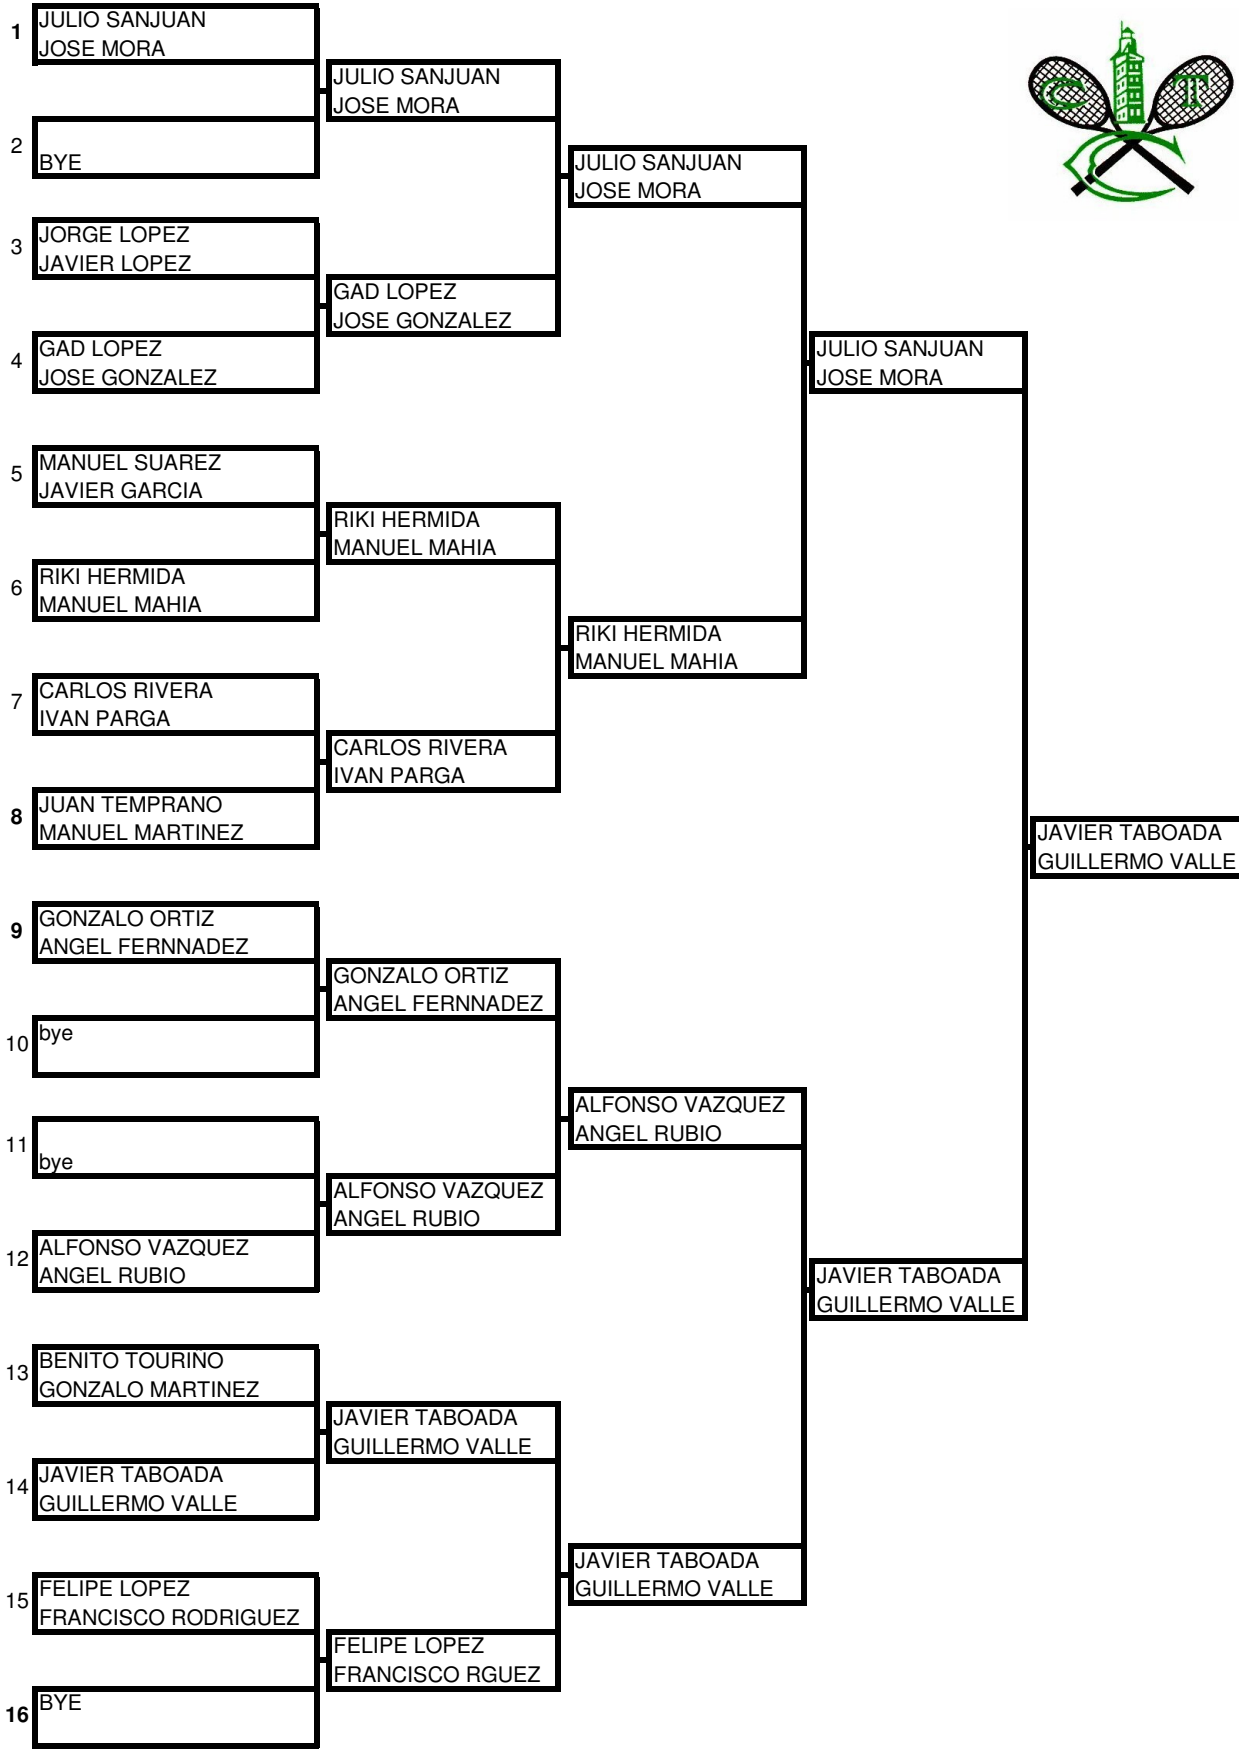 1
JULIO SANJUAN
JOSE MORA
2
BYE
3
JORGE LOPEZ
JAVIER LOPEZ
4
GAD LOPEZ
JOSE GONZALEZ
5
MANUEL SUAREZ
JAVIER GARCIA
6
RIKI HERMIDA
MANUEL MAHIA
7
CARLOS RIVERA
IVAN PARGA
8
JUAN TEMPRANO
MANUEL MARTINEZ
9
GONZALO ORTIZ
ANGEL FERNNADEZ
10
bye
11
bye
12
ALFONSO VAZQUEZ
ANGEL RUBIO
13
BENITO TOURIÑO
GONZALO MARTINEZ
14
JAVIER TABOADA
GUILLERMO VALLE
15
FELIPE LOPEZ
FRANCISCO RODRIGUEZ
16
BYE
JULIO SANJUAN
JOSE MORA
GAD LOPEZ
JOSE GONZALEZ
RIKI HERMIDA
MANUEL MAHIA
CARLOS RIVERA
IVAN PARGA
GONZALO ORTIZ
ANGEL FERNNADEZ
ALFONSO VAZQUEZ
ANGEL RUBIO
JAVIER TABOADA
GUILLERMO VALLE
FELIPE LOPEZ
FRANCISCO RGUEZ
JULIO SANJUAN
JOSE MORA
RIKI HERMIDA
MANUEL MAHIA
ALFONSO VAZQUEZ
ANGEL RUBIO
JAVIER TABOADA
GUILLERMO VALLE
JULIO SANJUAN
JOSE MORA
JAVIER TABOADA
GUILLERMO VALLE
JAVIER TABOADA
GUILLERMO VALLE
C T
C